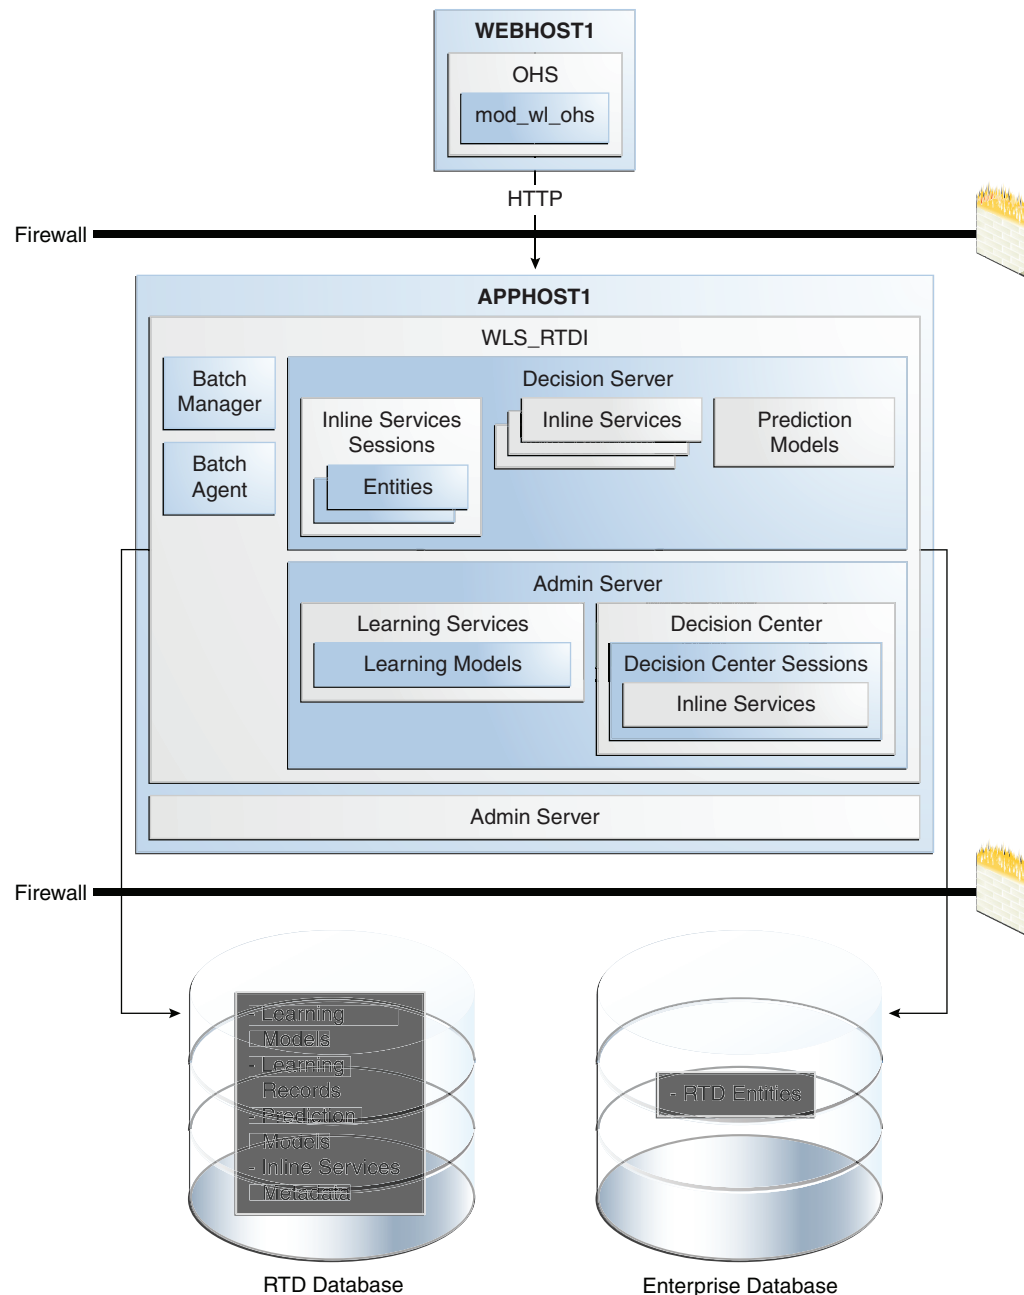 WEBHOST1
OHS
mod_wl_ohs
HTTP
Firewall
APPHOST1
WLS_RTDI
Batch
Manager
Batch
Agent
Decision Server
Inline Services
Sessions
Entities
Inline Services
Prediction
Models
Admin Server
Learning Services
Learning Models
Decision Center
Decision Center Sessions
Inline Services
Admin Server
Firewall
- Learning
Models
- Learning
Records
- Prediction
Models
- Inline Services
Metadata
- RTD Entities
RTD Database
Enterprise Database